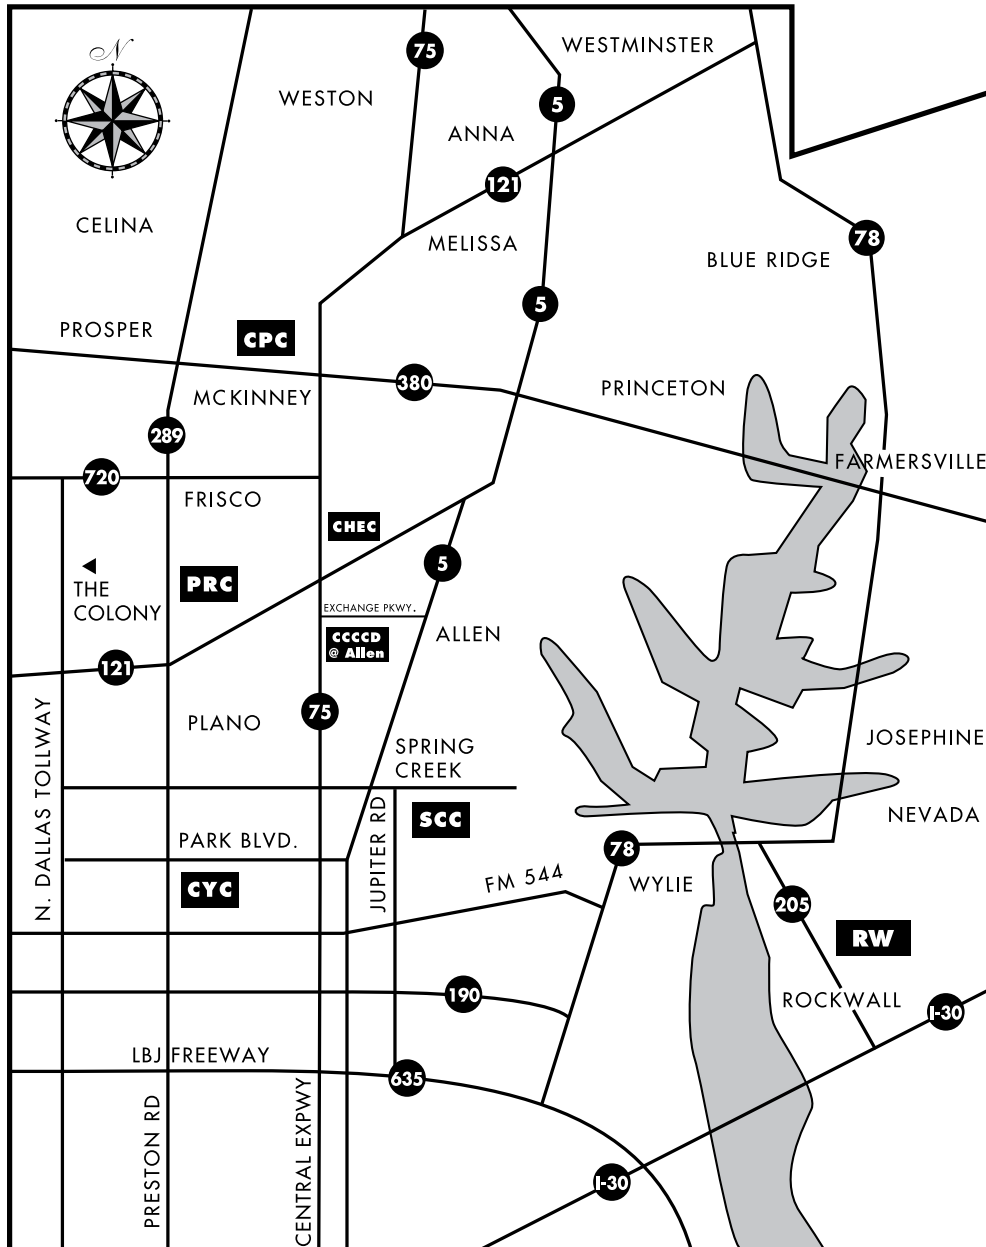 N
75
WESTMINSTER
WESTON
5
ANNA
121
CELINA
MELISSA
78
BLUE RIDGE
5
PROSPER
CPC
380
PRINCETON
MCKINNEY
289
FARMERSVILLE
720
FRISCO
CHEC
5
THE
COLONY
PRC
EXCHANGE PKWY.
CCCCD
@ Allen
ALLEN
121
75
PLANO
N. DALLAS TOLLWAY
SPRING
CREEK
JOSEPHINE
JUPITER RD
SCC
NEVADA
PARK BLVD.
78
CYC
FM 544
WYLIE
205
RW
190
ROCKWALL
I-30
LBJ FREEWAY
635
PRESTON RD
CENTRAL EXPWY
I-30